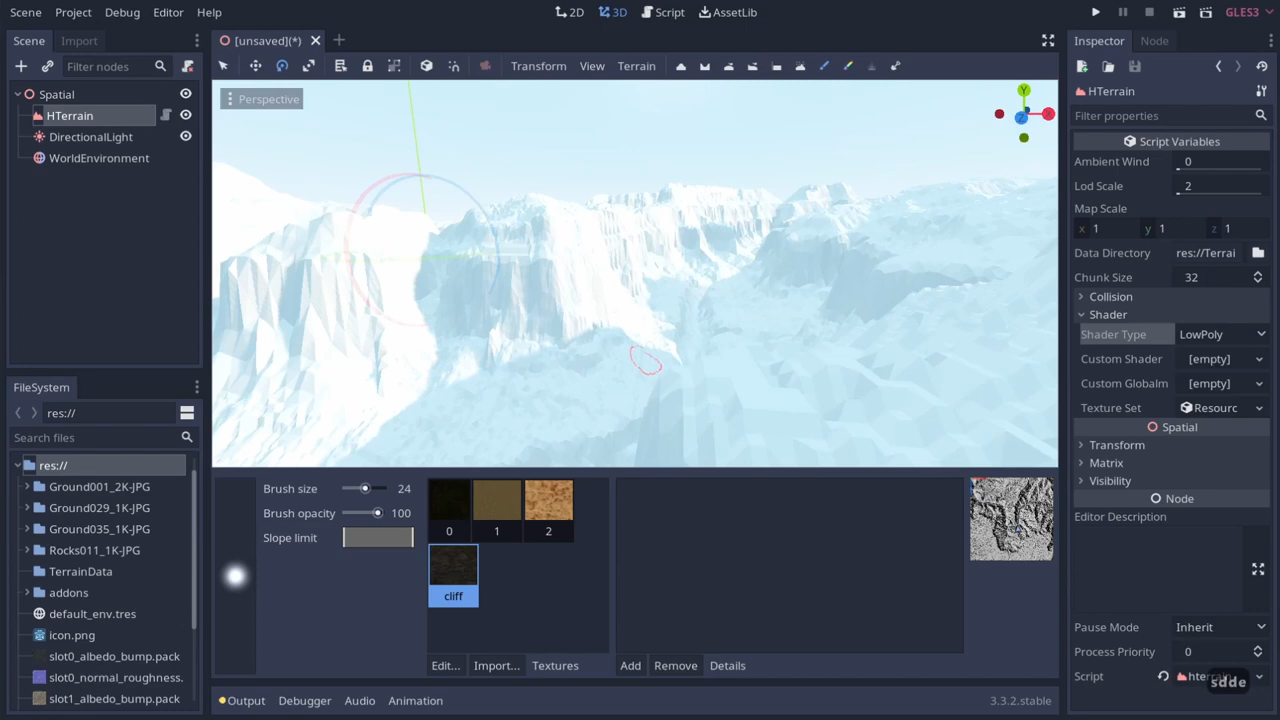 Scene Project Debug Editor Help 2D 3D Script AssetLib GLES3
Scene Import [unsaved](*) Inspector Node
Filter nodes Transform View Terrain
Spatial
HTerrain
DirectionalLight
WorldEnvironment
Perspective
Y
X
Z
HTerrain
Filter properties
Script Variables
Ambient Wind 0
Lod Scale 2
Map Scale
x 1 y 1 z 1
Data Directory res://Terrai
Chunk Size 32
Collision
Shader
Shader Type LowPoly
Custom Shader [empty]
Custom Globalm [empty]
Texture Set Resourc
Spatial
Transform
Matrix
Visibility
Node
Editor Description
Pause Mode Inherit
Process Priority 0
Script hterrain
sdde
FileSystem
res://
Search files
res://
Ground001_2K-JPG
Ground029_1K-JPG
Ground035_1K-JPG
Rocks011_1K-JPG
TerrainData
addons
default_env.tres
icon.png
slot0_albedo_bump.pack
slot0_normal_roughness.
slot1_albedo_bump.pack
Brush size 24
Brush opacity 100
Slope limit
0 1 2
cliff
Edit... Import... Textures
Add Remove Details
Output Debugger Audio Animation 3.3.2.stable